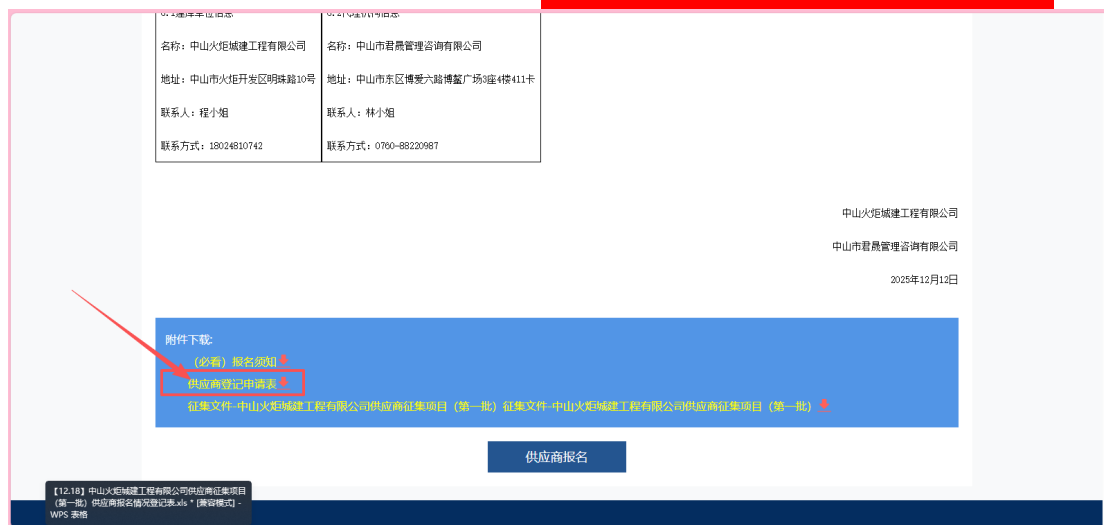 名称：中山火炬城建工程有限公司 名称：中山市君晟管理咨询有限公司
地址：中山市火炬开发区明珠路10号 地址：中山市东区博爱六路博鳌广场3座4楼411卡
联系人：程小姐 联系人：林小姐
联系方式：18024810742 联系方式：0760-88220987
中山火炬城建工程有限公司
中山市君晟管理咨询有限公司
2025年12月12日
附件下载:
（必看）报名须知
供应商登记申请表
征集文件-中山火炬城建工程有限公司供应商征集项目（第一批）征集文件-中山火炬城建工程有限公司供应商征集项目（第一批）
供应商报名
【12.18】中山火炬城建工程有限公司供应商征集项目
（第一批）供应商报名情况登记表.xls * [兼容模式] -
WPS 表格